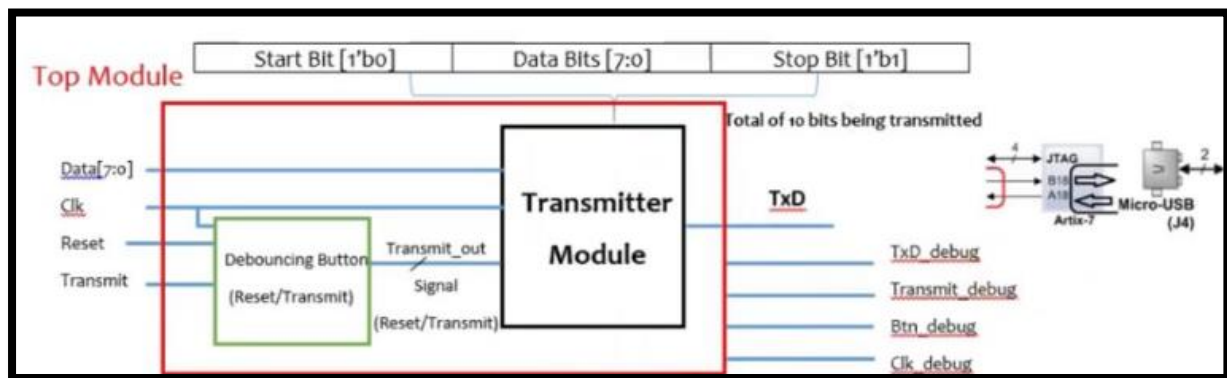 Start Bit [1'b0]
Data Bits [7:0]
Stop Bit [1'b1]
Top Module
Total of 10 bits being transmitted
Data[7:0]
Clk
Reset
Transmit
Debouncing Button
(Reset/Transmit)
Transmit_out
Signal
(Reset/Transmit)
Transmitter
Module
TxD
TxD_debug
Transmit_debug
Btn_debug
Clk_debug
4
JTAG
B18
A18
Artix-7
2
Micro-USB
(J4)